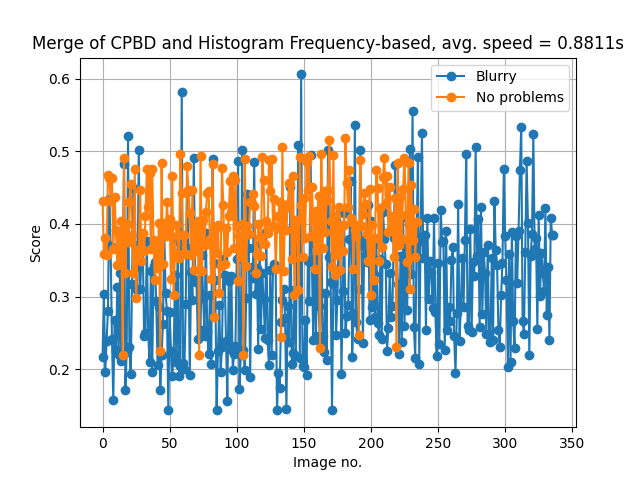 Merge of CPBD and Histogram Frequency-based, avg. speed = 0.8811s
Blurry
No problems
0.6
0.5
0.4
0.3
0.2
Score
0 50 100 150 200 250 300 350
Image no.